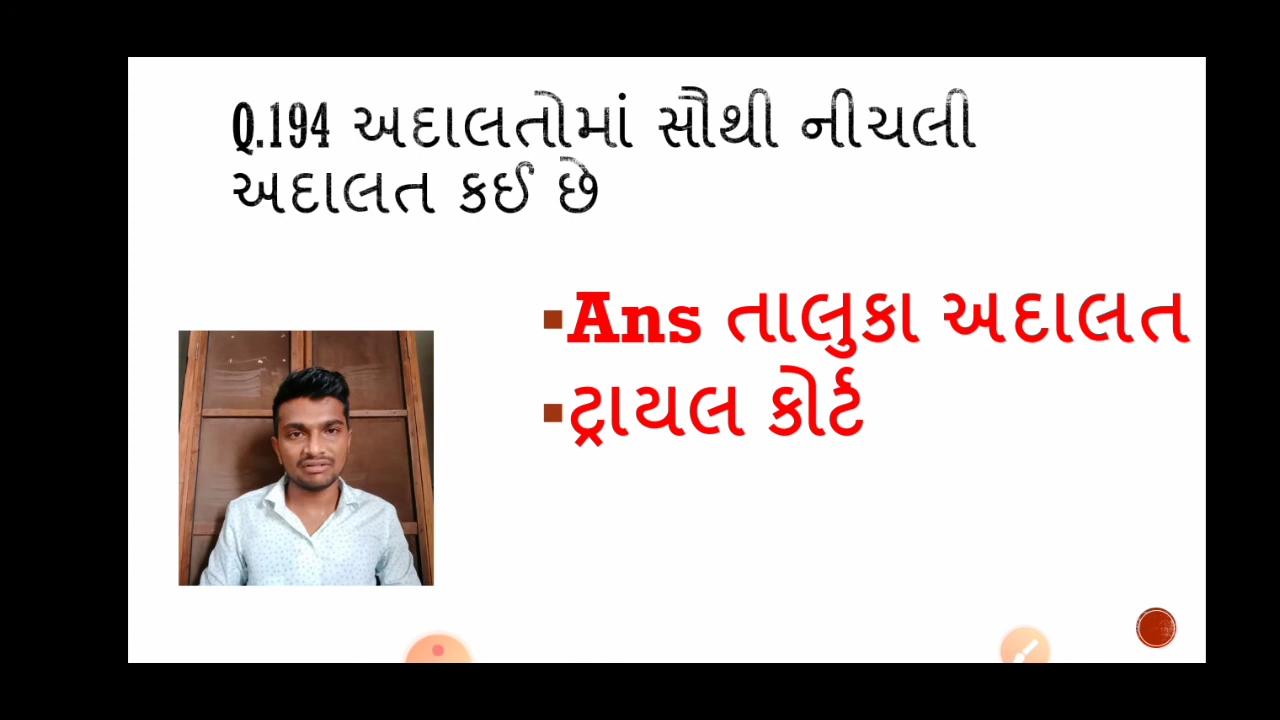 Q.194 અદાલતોમાં સૌથી નીચલી
અદાલત કઈ છે
Ans તાલુકા અદાલત
ટ્રાયલ કોર્ટ